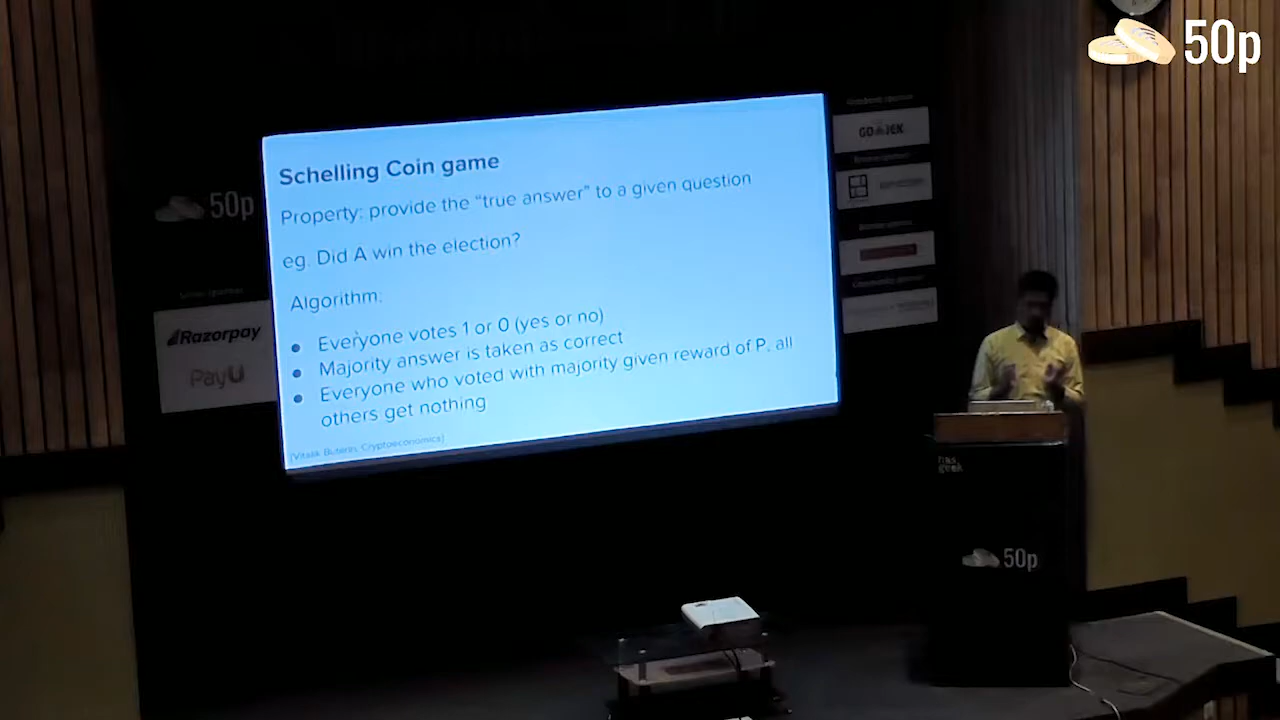 50p
Schelling Coin game
Property: provide the "true answer" to a given question
eg. Did A win the election?
Algorithm:
Everyone votes 1 or 0 (yes or no)
Majority answer is taken as correct
Everyone who voted with majority given reward of P, all
others get nothing
[Vitalik Buterin, Cryptoeconomics]
50p
Razorpay
PayU
GO JEK
has
geek
50p